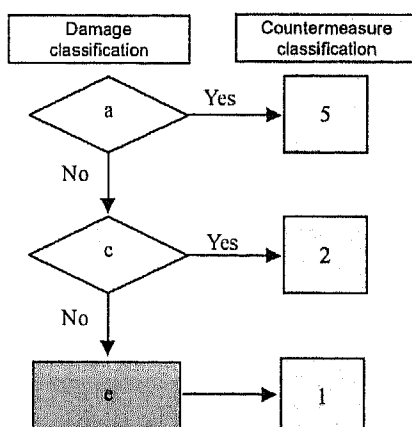 Damage
classification
Countermeasure
classification
a
Yes
5
No
c
Yes
2
No
e
1